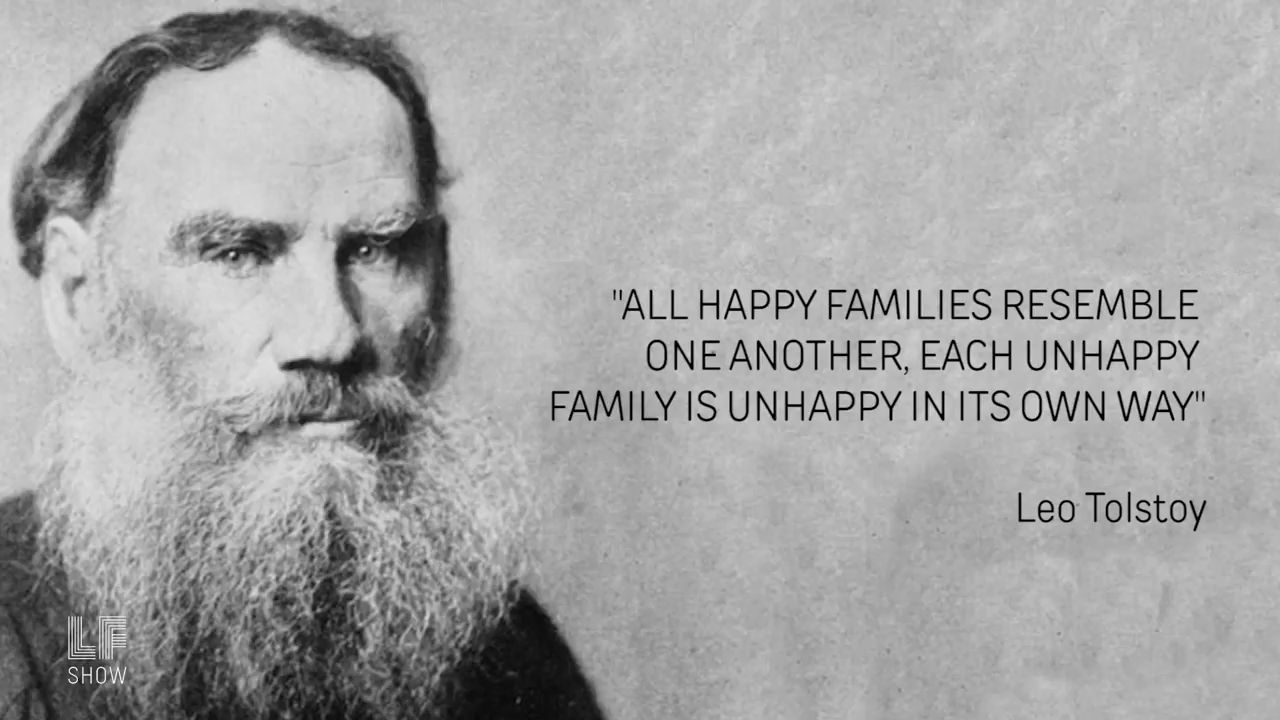 "ALL HAPPY FAMILIES RESEMBLE
ONE ANOTHER, EACH UNHAPPY
FAMILY IS UNHAPPY IN ITS OWN WAY"
Leo Tolstoy
LF
SHOW